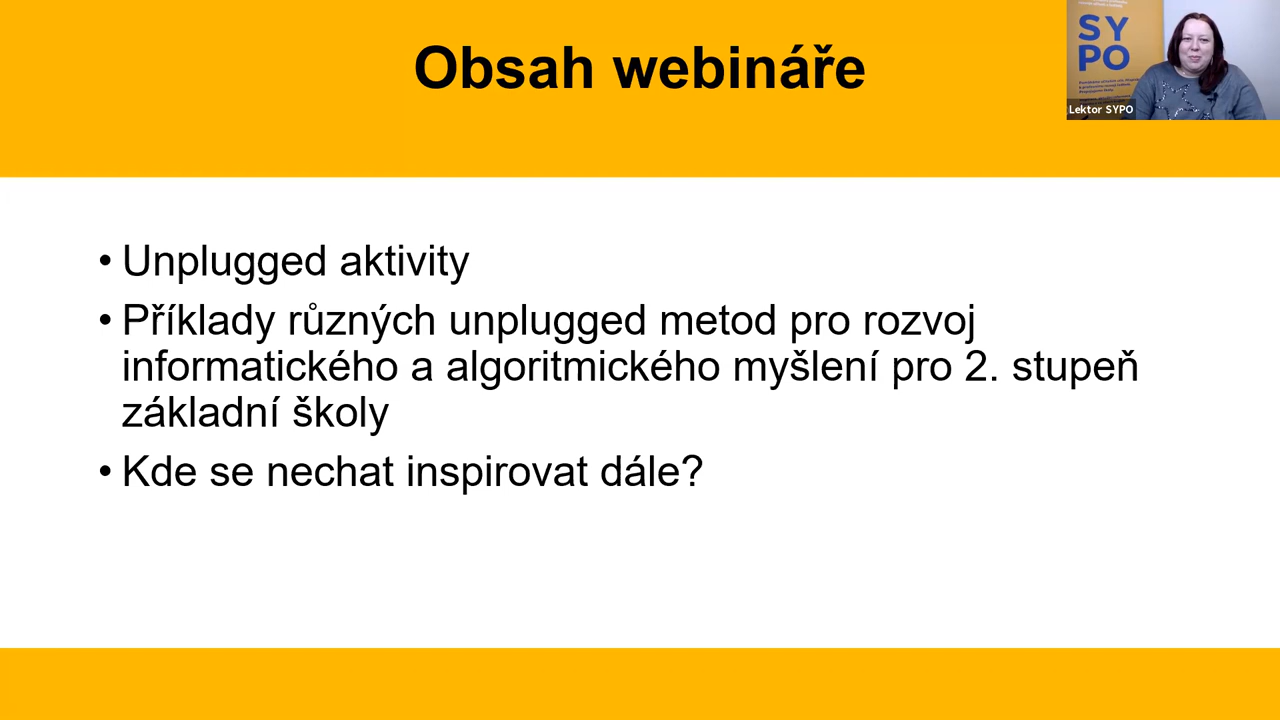 Obsah webináře
SY
PO
Lektor SYPO
• Unplugged aktivity
• Příklady různých unplugged metod pro rozvoj
informatického a algoritmického myšlení pro 2. stupeň
základní školy
• Kde se nechat inspirovat dále?